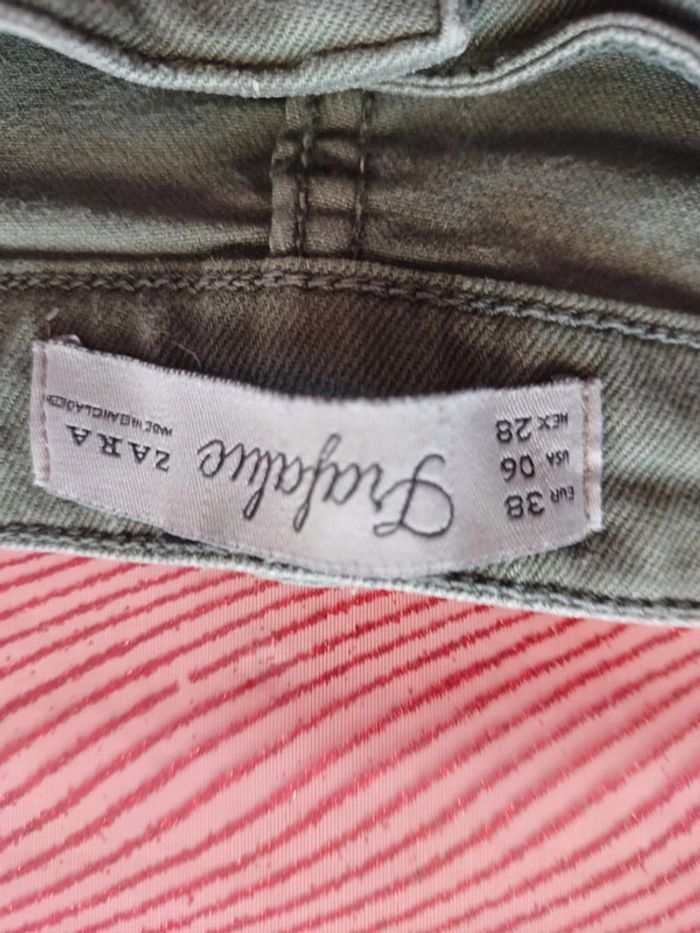 EUR 38
USA 06
MEX 28
Trafaluc
ZARA
MADE IN BANGLADESH